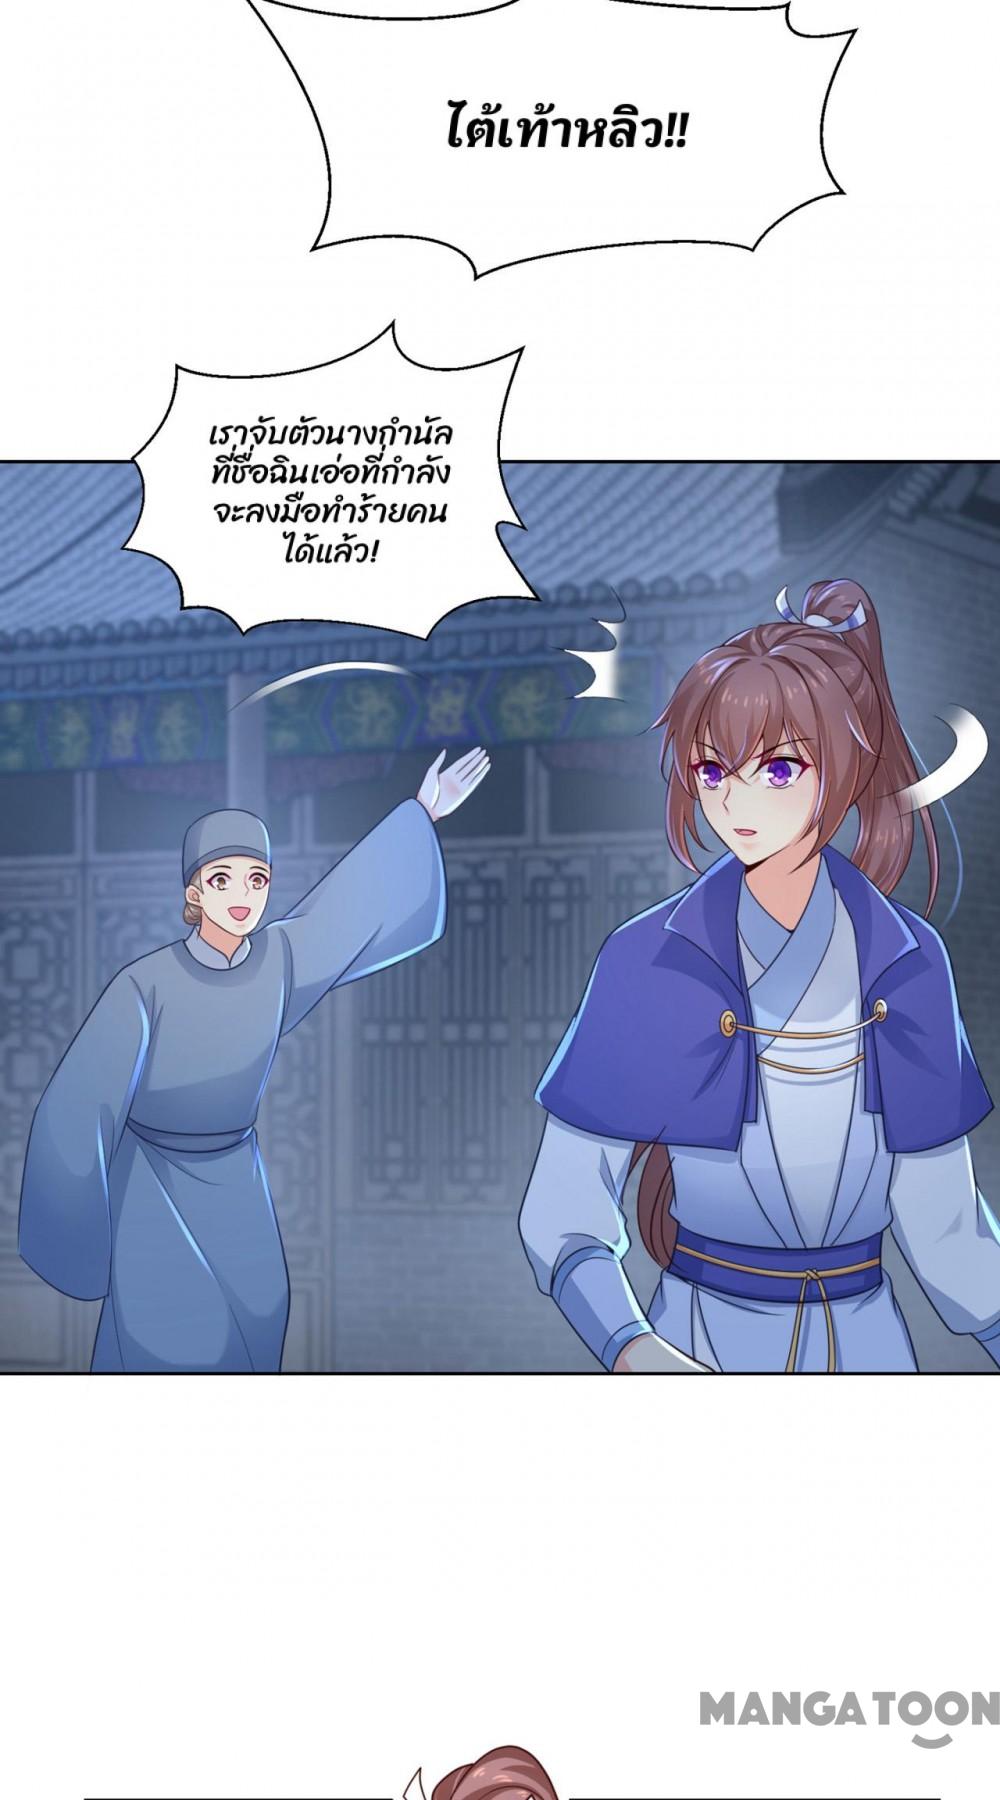 ไต้เท้าหลิว!!
เราจับตัวนางกำนัล
ที่ชื่อฉินเอ่อที่กำลัง
จะลงมือทำร้ายคน
ได้แล้ว!
MANGATOON